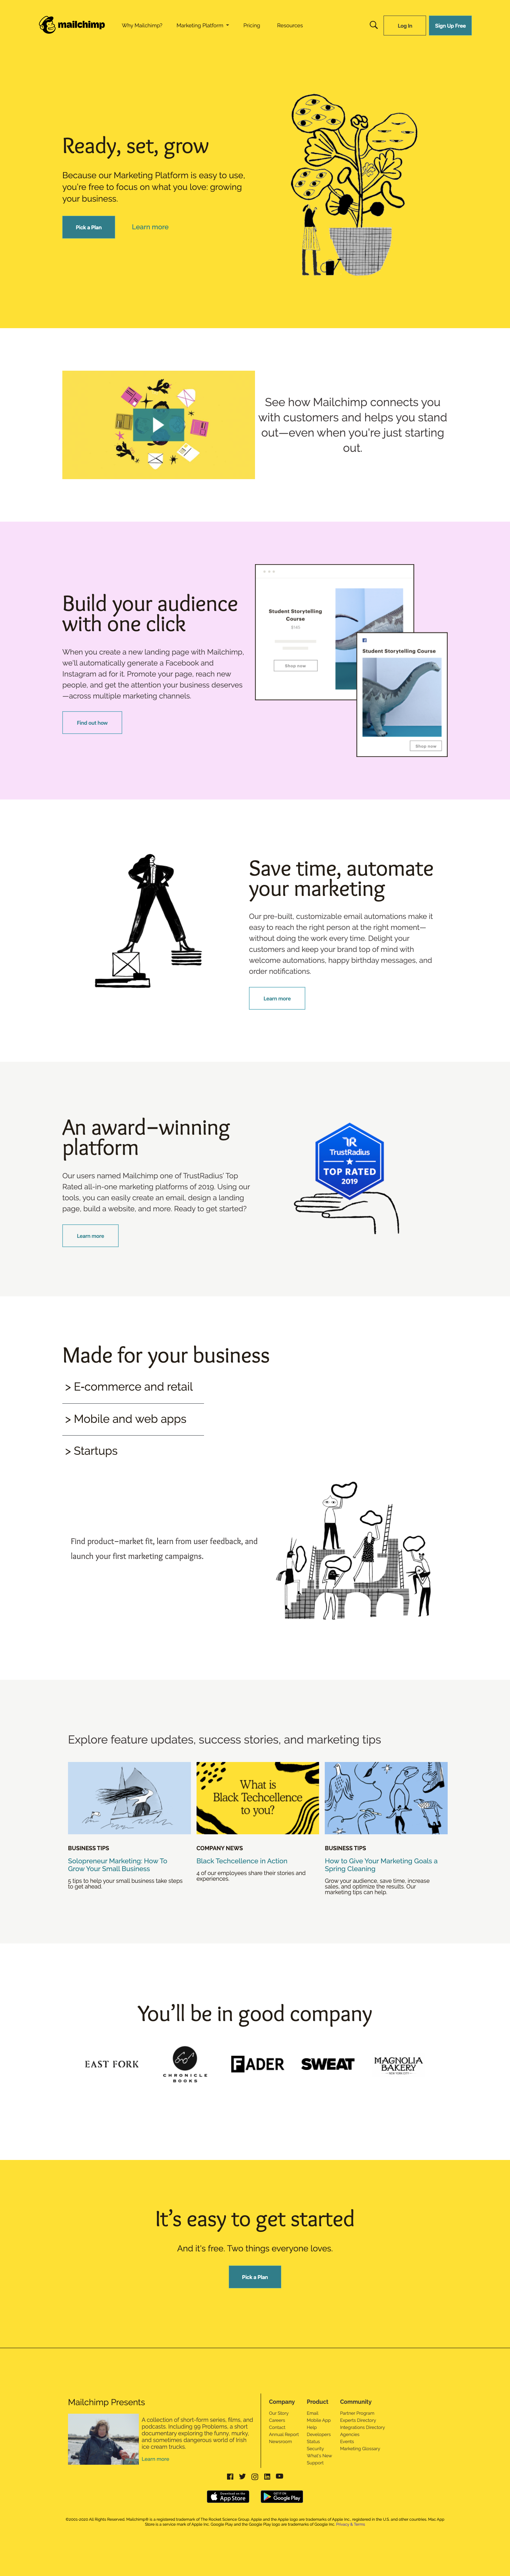 mailchimp
Why Mailchimp?
Marketing Platform
Pricing
Resources
Log In
Sign Up Free
Ready, set, grow
Because our Marketing Platform is easy to use,
you're free to focus on what you love: growing
your business.
Pick a Plan
Learn more
See how Mailchimp connects you
with customers and helps you stand
out—even when you're just starting
out.
Build your audience
with one click
When you create a new landing page with Mailchimp,
we'll automatically generate a Facebook and
Instagram ad for it. Promote your page, reach new
people, and get the attention your business deserves
—across multiple marketing channels.
Find out how
Student Storytelling
Course
$185
Shop now
Student Storytelling Course
Shop now
Save time, automate
your marketing
Our pre-built, customizable email automations make it
easy to reach the right person at the right moment—
without doing the work every time. Delight your
customers and keep your brand top of mind with
welcome automations, happy birthday messages, and
order notifications.
Learn more
An award-winning
platform
Our users named Mailchimp one of TrustRadius' Top
Rated all-in-one marketing platforms of 2019. Using our
tools, you can easily create an email, design a landing
page, build a website, and more. Ready to get started?
Learn more
TrustRadius
TOP RATED
2019
Made for your business
> E-commerce and retail
> Mobile and web apps
> Startups
Find product-market fit, learn from user feedback, and
launch your first marketing campaigns.
Explore feature updates, success stories, and marketing tips
What is
Black Techcellence
to you?
BUSINESS TIPS
Solopreneur Marketing: How To
Grow Your Small Business
5 tips to help your small business take steps
to get ahead.
COMPANY NEWS
Black Techcellence in Action
4 of our employees share their stories and
experiences.
BUSINESS TIPS
How to Give Your Marketing Goals a
Spring Cleaning
Grow your audience, save time, increase
sales, and optimize the results. Our
marketing tips can help.
You'll be in good company
EAST FORK
CHRONICLE
BOOKS
FADER
SWEAT
MAGNOLIA
BAKERY
NEW YORK CITY
It's easy to get started
And it's free. Two things everyone loves.
Pick a Plan
Mailchimp Presents
A collection of short-form series, films, and
podcasts. Including 99 Problems, a short
documentary exploring the funny, murky,
and sometimes dangerous world of Irish
ice cream trucks.
Learn more
Company
Our Story
Careers
Contact
Annual Report
Newsroom
Product
Email
Mobile App
Help
Developers
Status
Security
What's New
Support
Community
Partner Program
Experts Directory
Integrations Directory
Agencies
Events
Marketing Glossary
Download on the
App Store
GET IT ON
Google Play
©2001-2020 All Rights Reserved. Mailchimp® is a registered trademark of The Rocket Science Group. Apple and the Apple logo are trademarks of Apple Inc., registered in the U.S. and other countries. Mac App
Store is a service mark of Apple Inc. Google Play and the Google Play logo are trademarks of Google Inc. Privacy & Terms